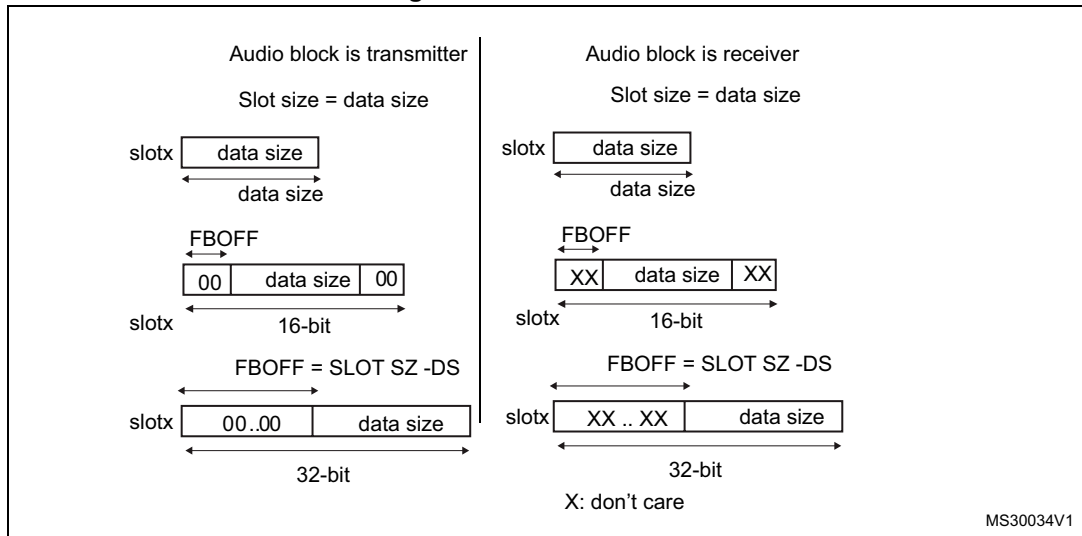 Audio block is transmitter
Slot size = data size
slotx data size
data size
FBOFF
00 data size 00
slotx 16-bit
FBOFF = SLOT SZ -DS
slotx 00..00 data size
32-bit
Audio block is receiver
Slot size = data size
slotx data size
data size
FBOFF
XX data size XX
slotx 16-bit
FBOFF = SLOT SZ -DS
slotx XX .. XX data size
32-bit
X: don't care
MS30034V1